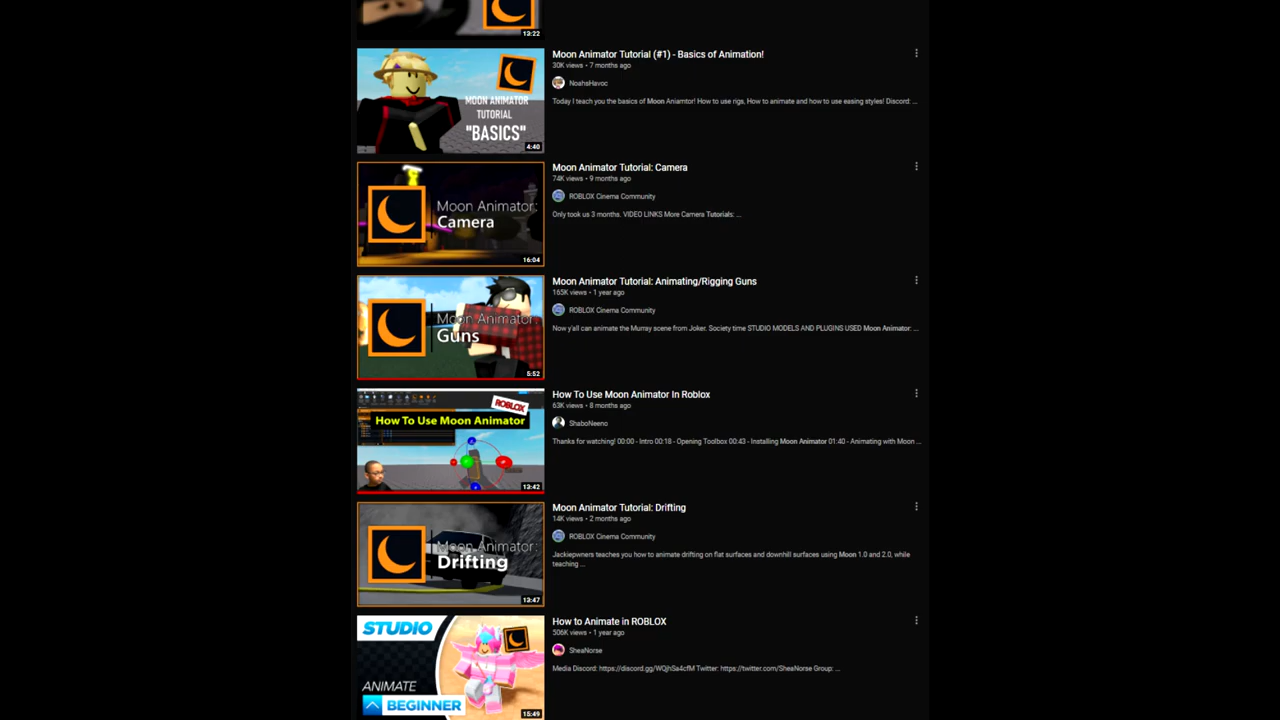 13:22
MOON ANIMATOR
TUTORIAL
"BASICS"
4:40
Moon Animator Tutorial (#1) - Basics of Animation!
30K views • 7 months ago
NoahsHavoc
Today I teach you the basics of Moon Aniamtor! How to use rigs, How to animate and how to use easing styles! Discord: ...
Moon Animator:
Camera
16:04
Moon Animator Tutorial: Camera
74K views • 9 months ago
ROBLOX Cinema Community
Only took us 3 months. VIDEO LINKS More Camera Tutorials: ...
Moon Animator:
Guns
5:52
Moon Animator Tutorial: Animating/Rigging Guns
165K views • 1 year ago
ROBLOX Cinema Community
Now y'all can animate the Murray scene from Joker. Society time STUDIO MODELS AND PLUGINS USED Moon Animator: ...
ROBLOX
How To Use Moon Animator
13:42
How To Use Moon Animator In Roblox
63K views • 8 months ago
ShaboNeeno
Thanks for watching! 00:00 - Intro 00:18 - Opening Toolbox 00:43 - Installing Moon Animator 01:40 - Animating with Moon ...
Moon Animator:
Drifting
13:47
Moon Animator Tutorial: Drifting
14K views • 2 months ago
ROBLOX Cinema Community
Jackiepwners teaches you how to animate drifting on flat surfaces and downhill surfaces using Moon 1.0 and 2.0, while
teaching ...
STUDIO
ANIMATE
BEGINNER
15:49
How to Animate in ROBLOX
506K views • 1 year ago
SheaNorse
Media Discord: https://discord.gg/WQjhSa4cfM Twitter: https://twitter.com/SheaNorse Group: ...